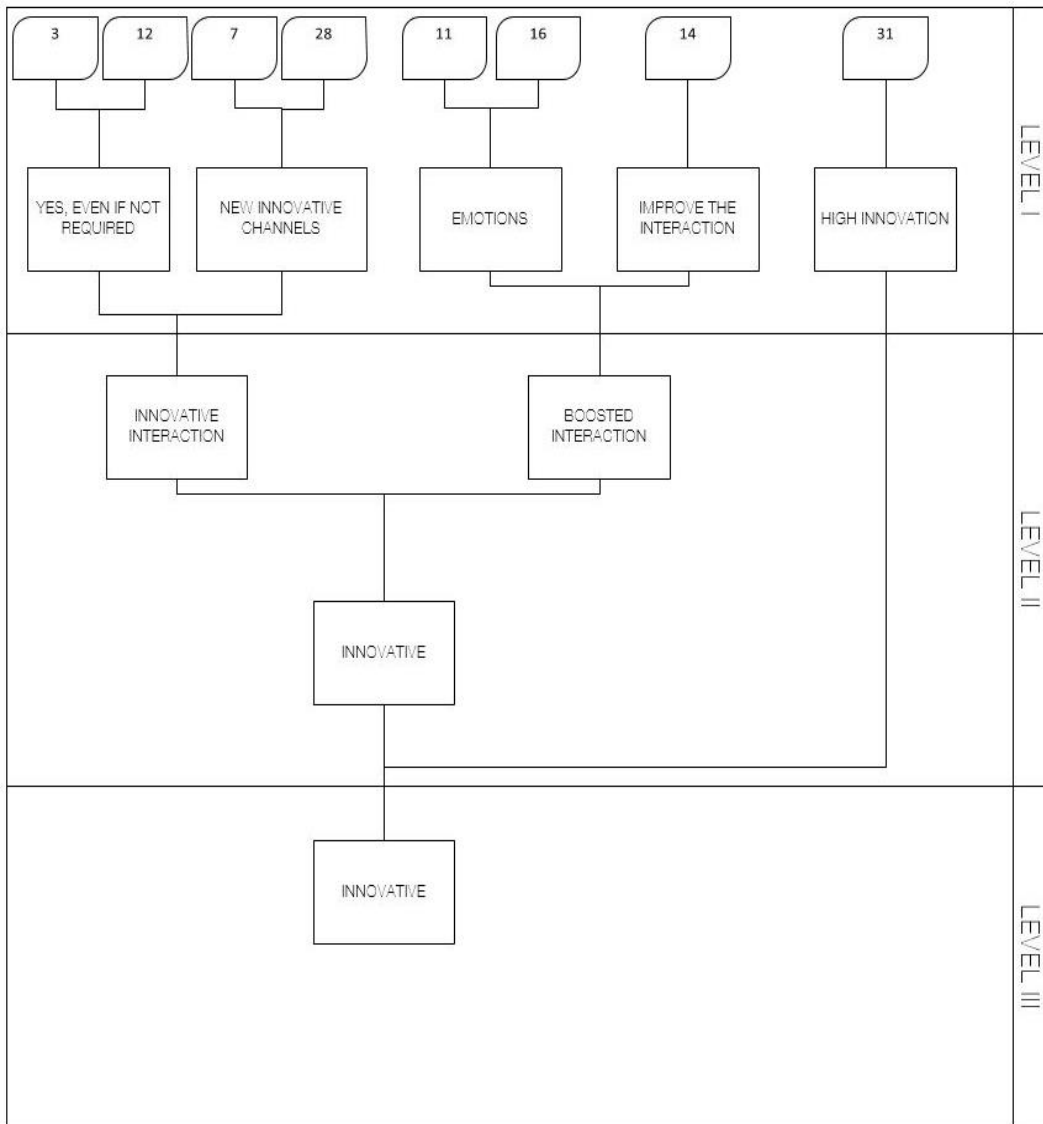 3
12
7
28
11
16
14
31
YES, EVEN IF NOT
REQUIRED
NEW INNOVATIVE
CHANNELS
EMOTIONS
IMPROVE THE
INTERACTION
HIGH INNOVATION
LEVEL I
INNOVATIVE
INTERACTION
BOOSTED
INTERACTION
INNOVATIVE
LEVEL II
INNOVATIVE
LEVEL III